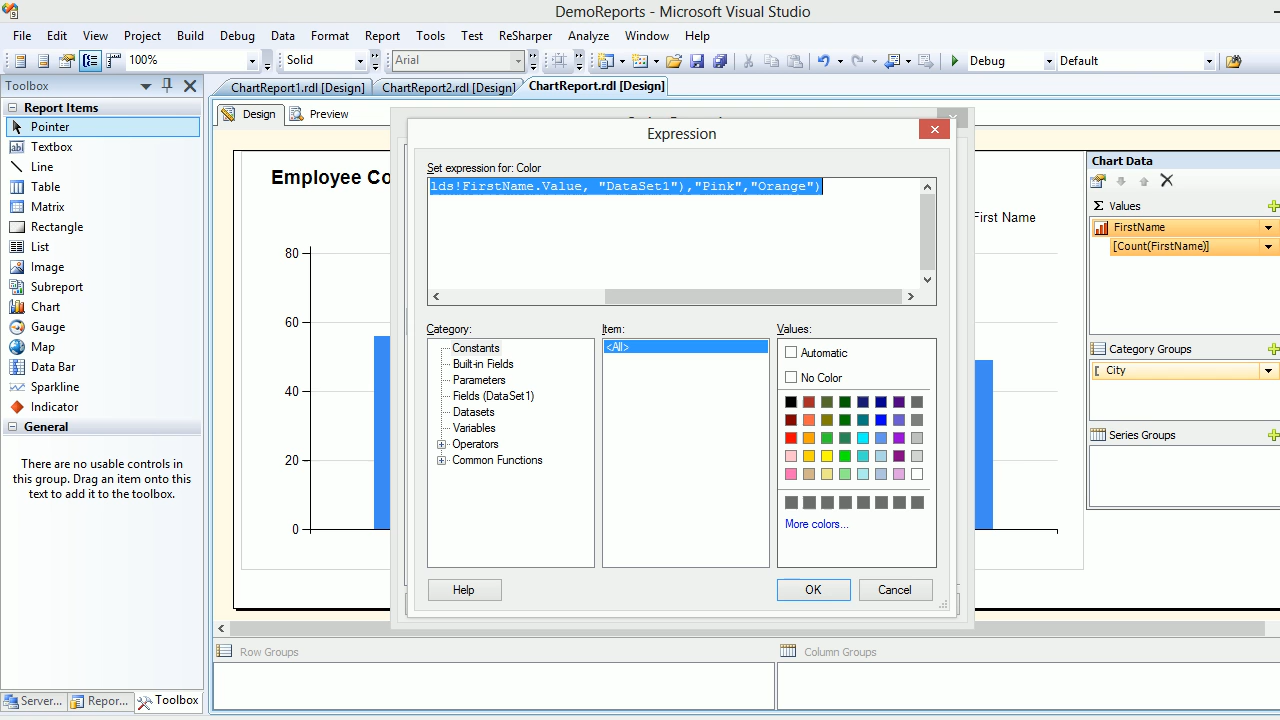 DemoReports - Microsoft Visual Studio
File Edit View Project Build Debug Data Format Report Tools Test ReSharper Analyze Window Help
100% Solid Arial Debug Default
Toolbox
ChartReport1.rdl [Design] ChartReport2.rdl [Design] ChartReport.rdl [Design]
Report Items
Pointer
Textbox
Line
Table
Matrix
Rectangle
List
Image
Subreport
Chart
Gauge
Map
Data Bar
Sparkline
Indicator
General
There are no usable controls in
this group. Drag an item onto this
text to add it to the toolbox.
Server... Repor... Toolbox
Design Preview
Employee Co
First Name
80
60
40
20
0
Expression
Set expression for: Color
lds!FirstName.Value, "DataSet1"),"Pink","Orange")
Category: Item: Values:
Constants
Built-in Fields
Parameters
Fields (DataSet1)
Datasets
Variables
Operators
Common Functions
<All>
Automatic
No Color
More colors...
Help OK Cancel
Chart Data
Σ Values
FirstName
[Count(FirstName)]
Category Groups
City
Series Groups
Row Groups Column Groups